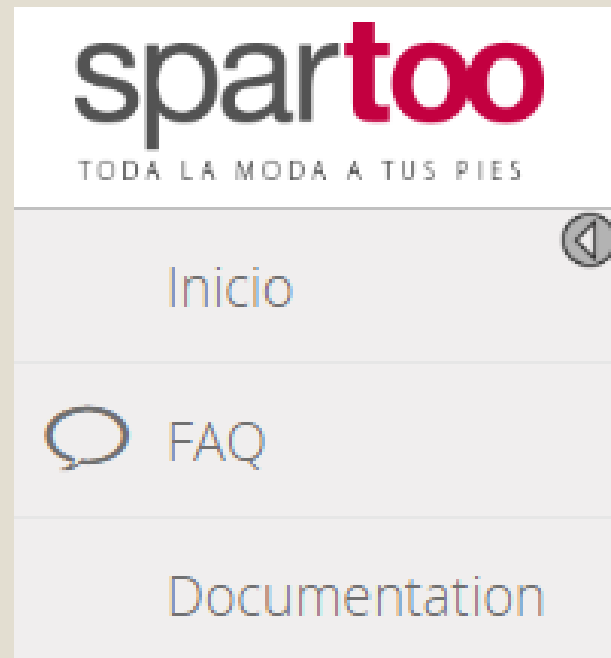 spartoo
TODA LA MODA A TUS PIES
Inicio
FAQ
Documentation